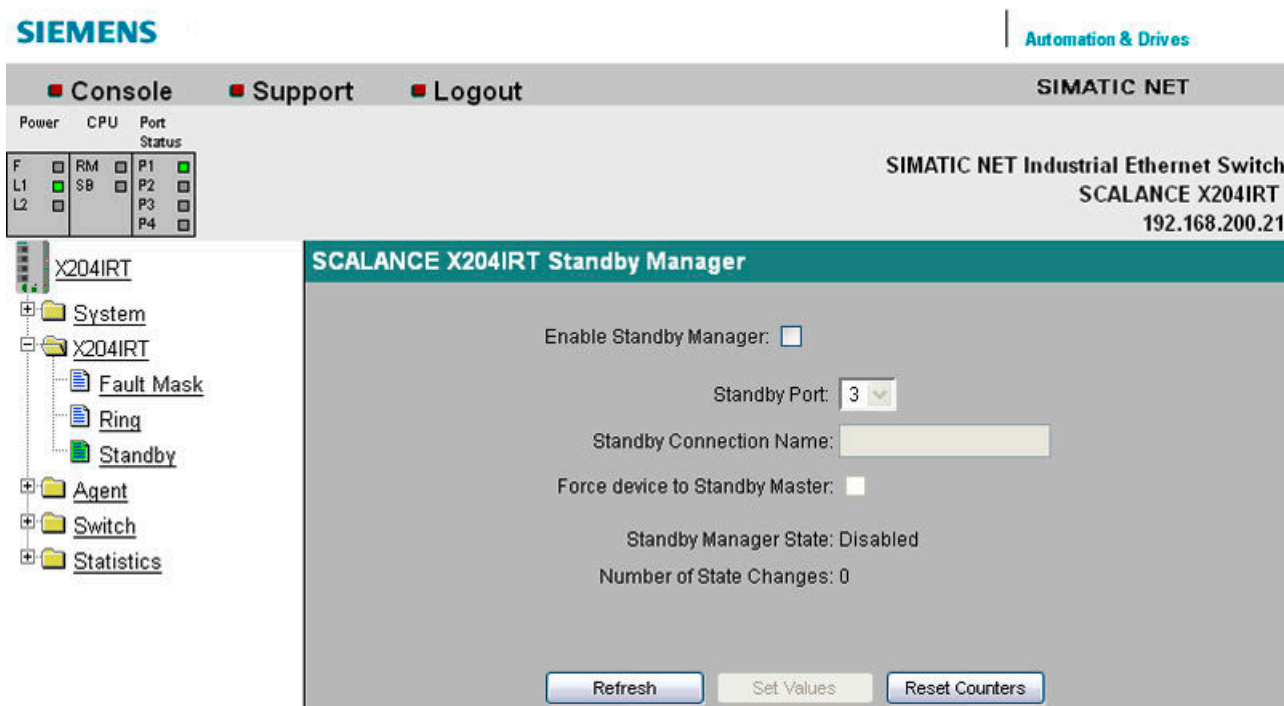 SIEMENS
Automation & Drives
Console Support Logout SIMATIC NET
Power CPU Port Status
F RM P1
L1 SB P2
L2 P3
P4
SIMATIC NET Industrial Ethernet Switch
SCALANCE X204IRT
192.168.200.21
X204IRT
System
X204IRT
Fault Mask
Ring
Standby
Agent
Switch
Statistics
SCALANCE X204IRT Standby Manager
Enable Standby Manager:
Standby Port: 3
Standby Connection Name:
Force device to Standby Master:
Standby Manager State: Disabled
Number of State Changes: 0
Refresh Set Values Reset Counters